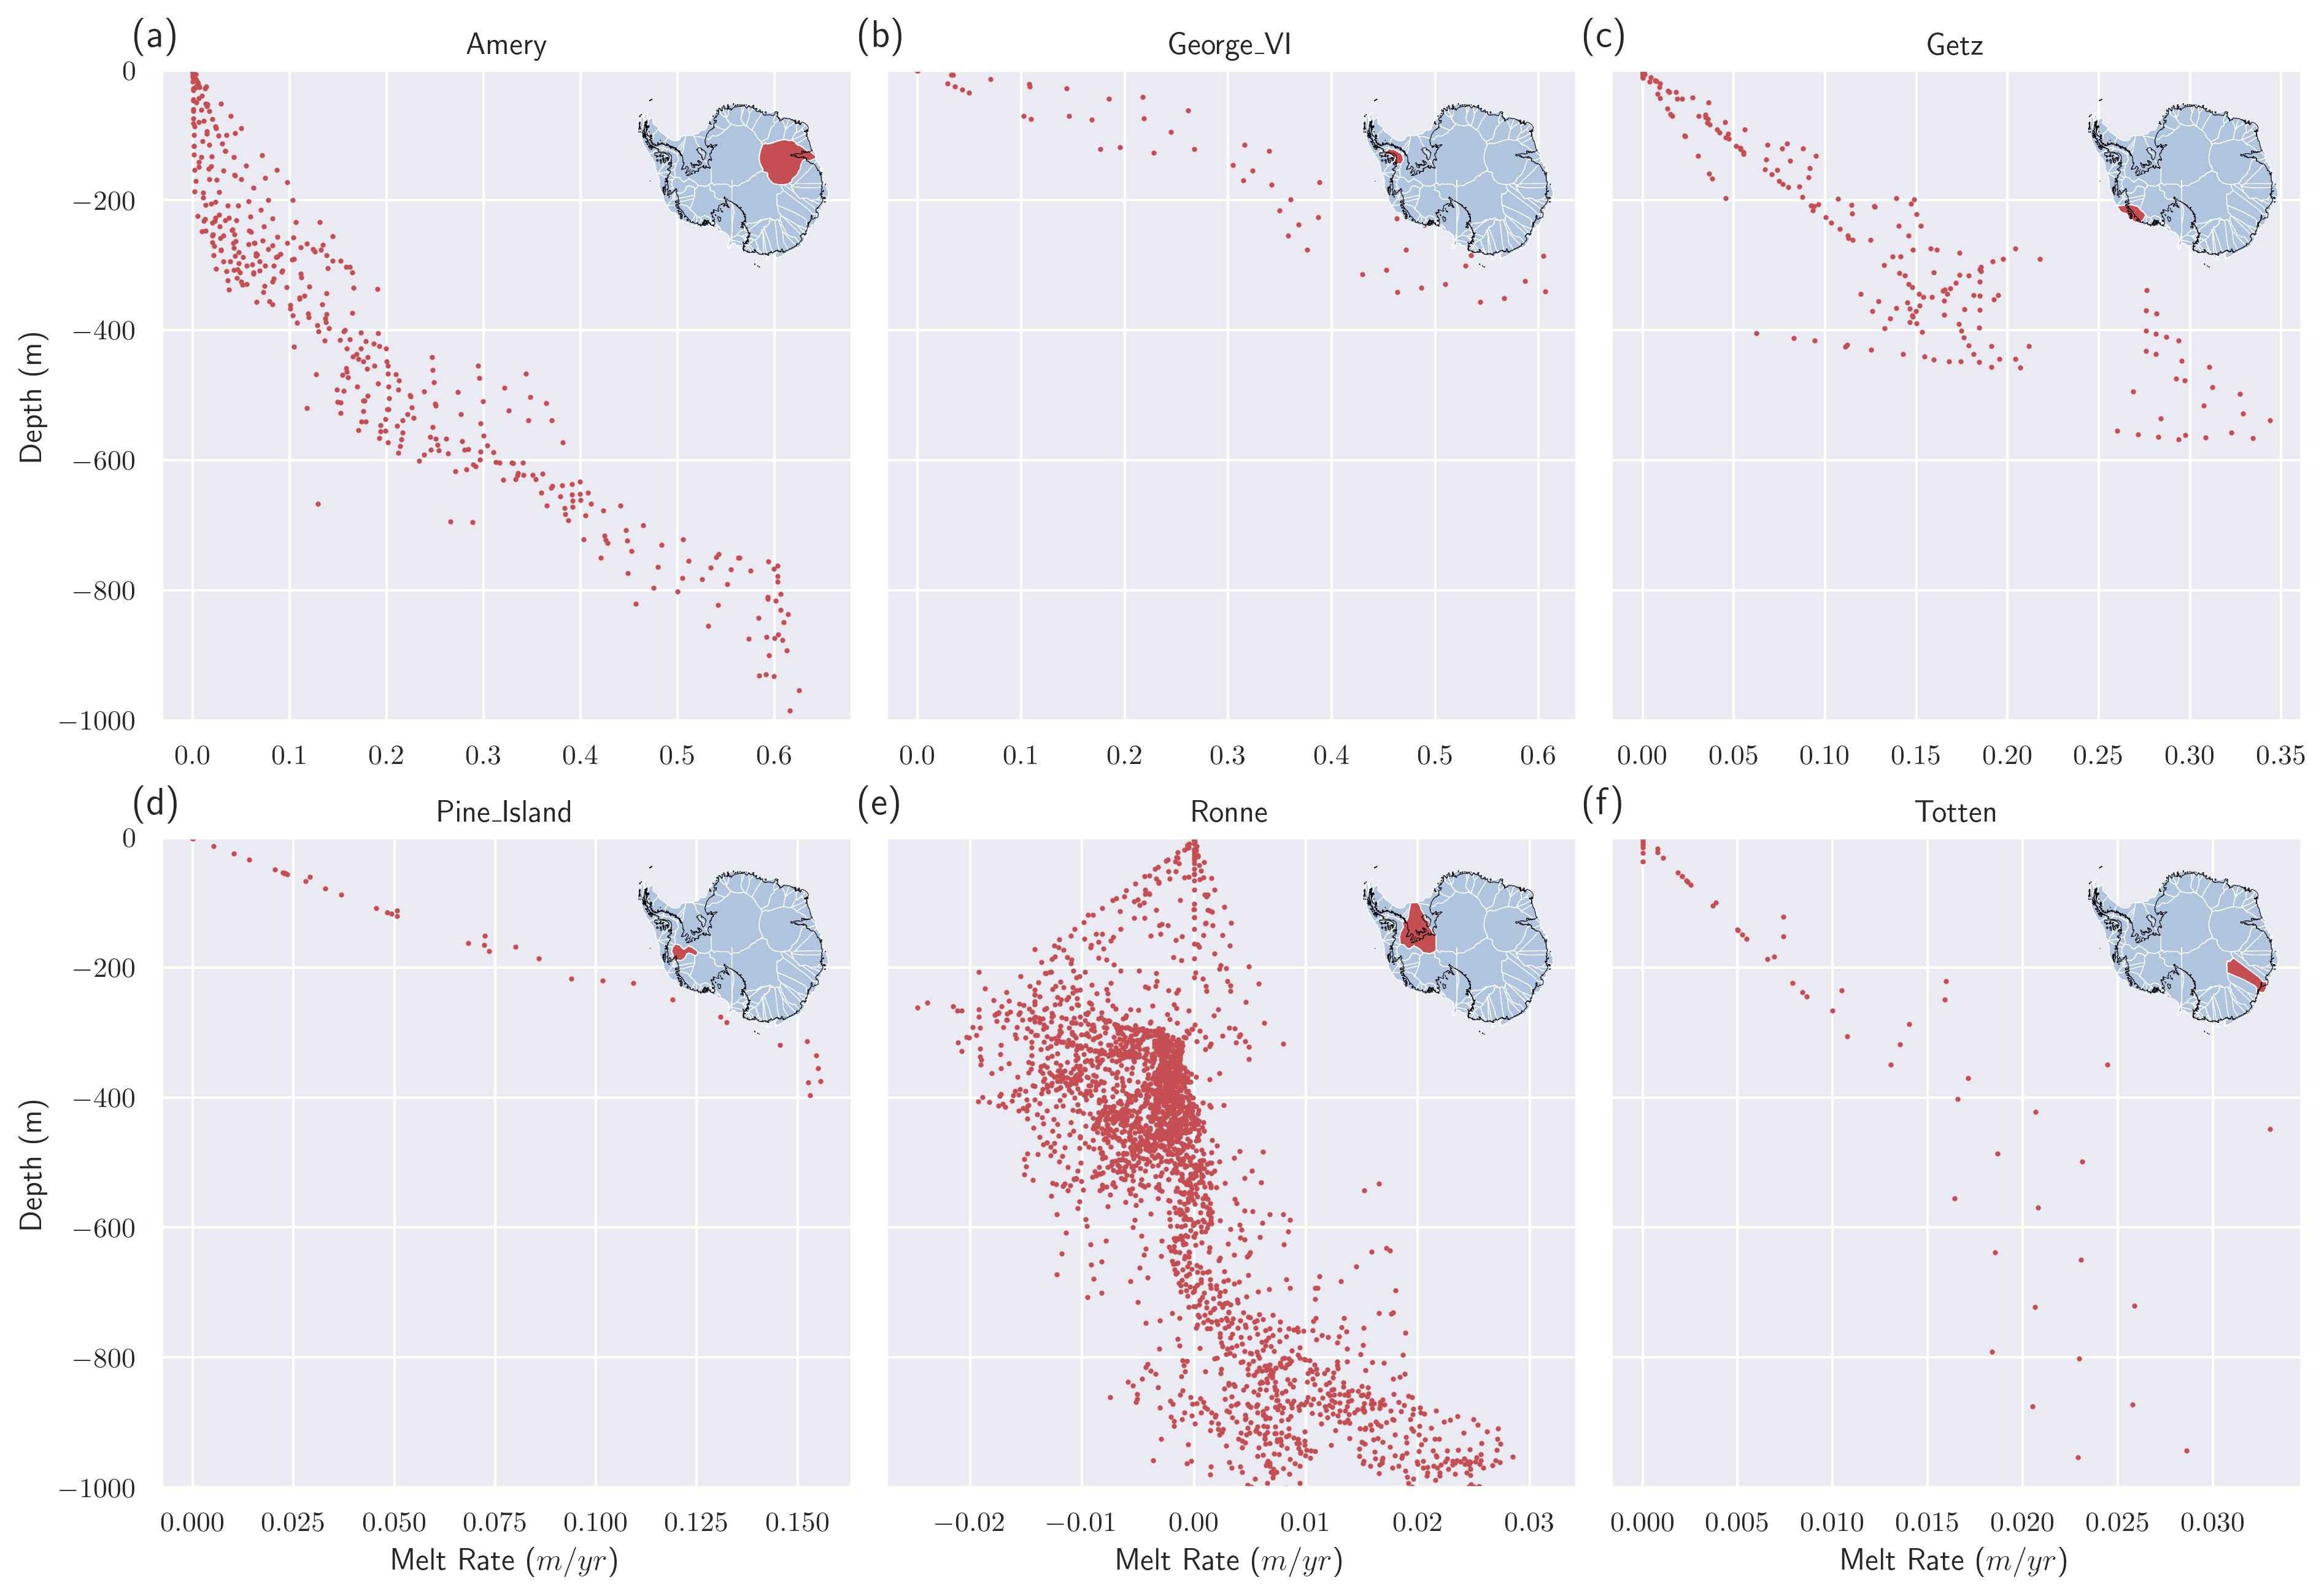 (a) Amery (b) George_VI (c) Getz
0
−200
−400
−600
−800
−1000
Depth (m)
0.0 0.1 0.2 0.3 0.4 0.5 0.6
0.0 0.1 0.2 0.3 0.4 0.5 0.6
0.00 0.05 0.10 0.15 0.20 0.25 0.30 0.35
(d) Pine_Island (e) Ronne (f) Totten
0
−200
−400
−600
−800
−1000
Depth (m)
0.000 0.025 0.050 0.075 0.100 0.125 0.150
−0.02 −0.01 0.00 0.01 0.02 0.03
0.000 0.005 0.010 0.015 0.020 0.025 0.030
Melt Rate (m/yr) Melt Rate (m/yr) Melt Rate (m/yr)